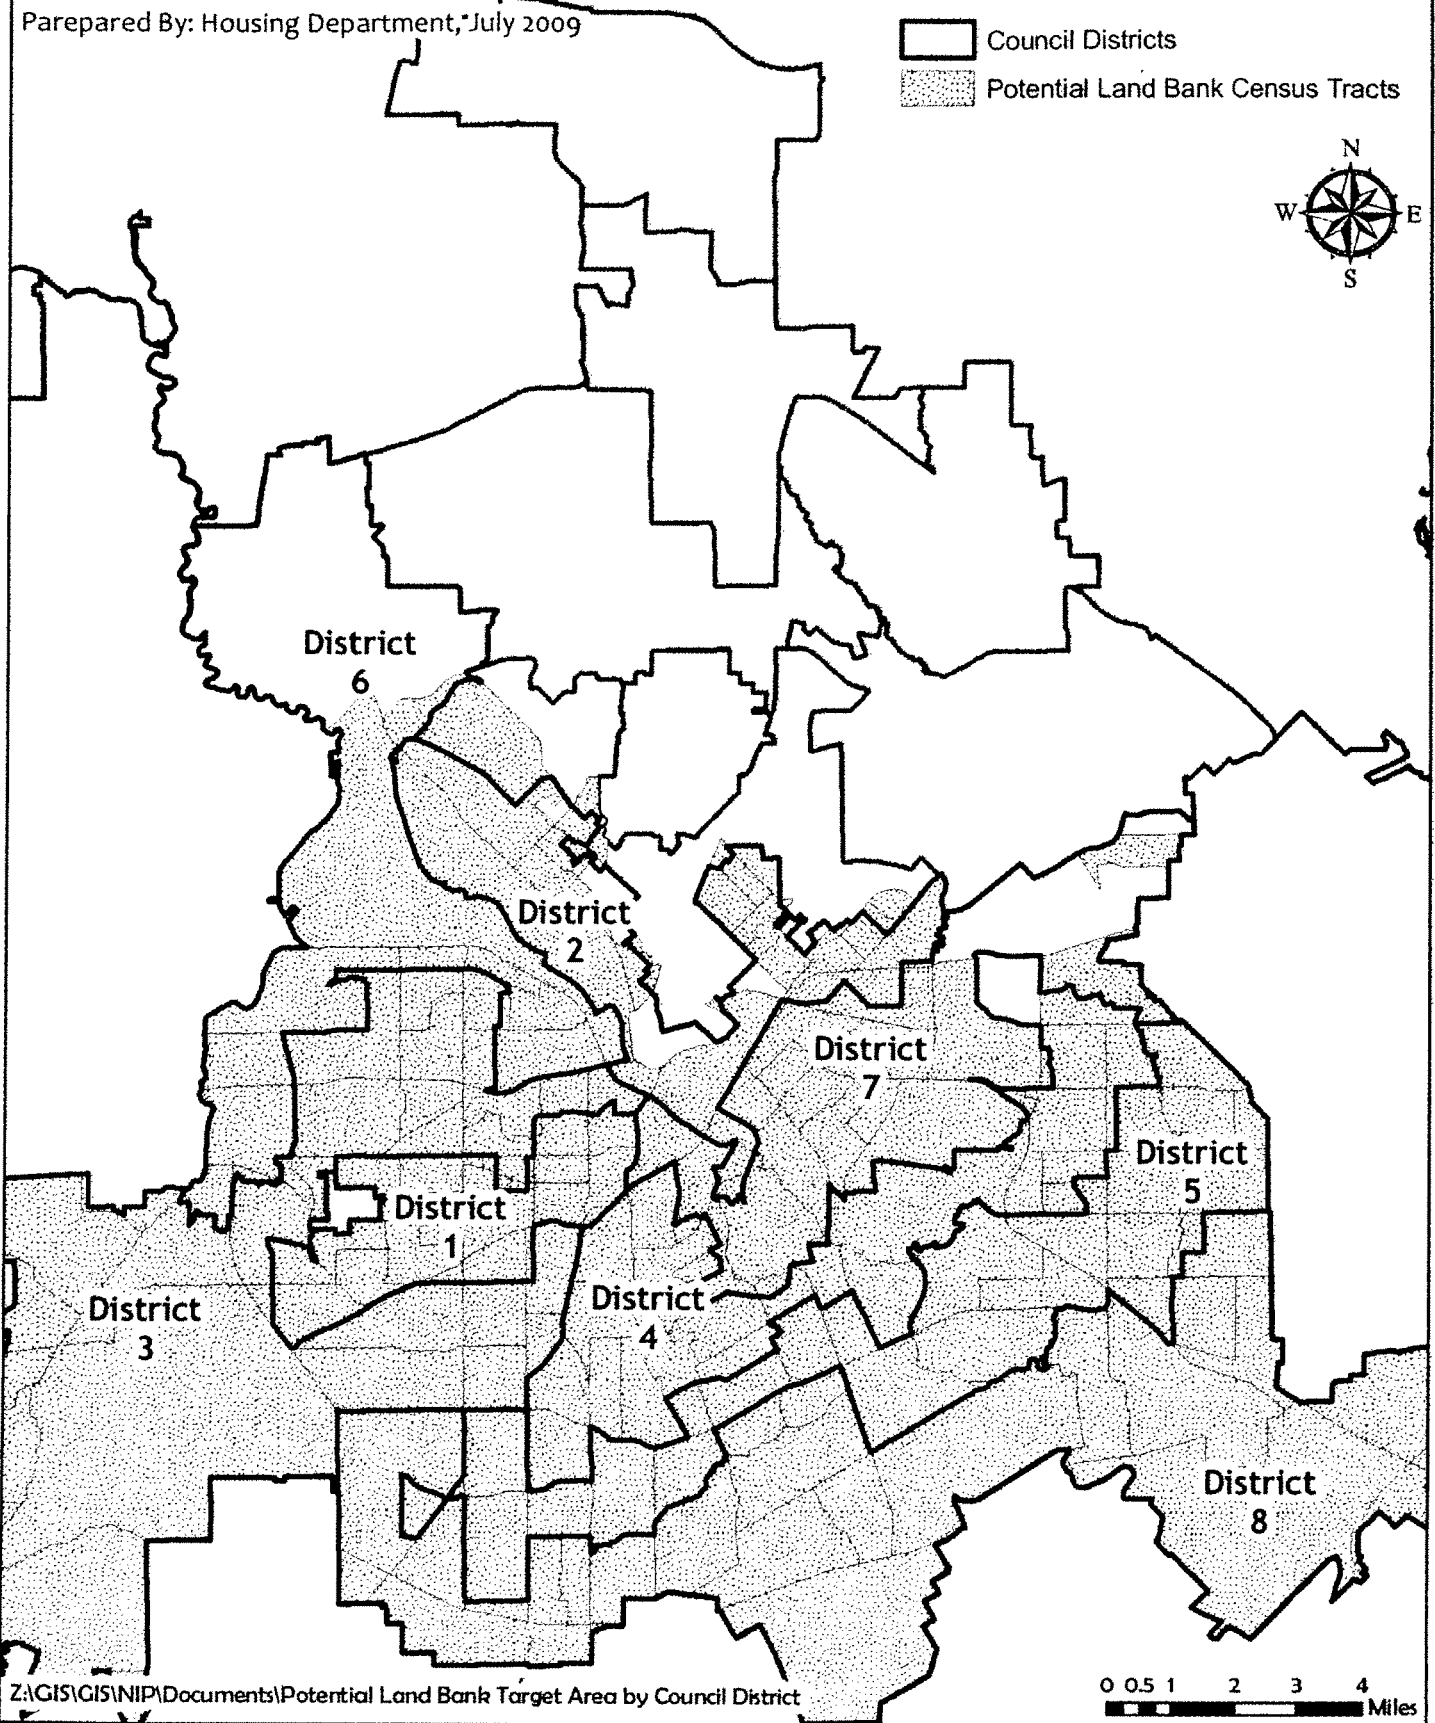 Parepared By: Housing Department, July 2009
Council Districts
Potential Land Bank Census Tracts
N
W E
S
District
6
District
2
District
7
District
5
District
1
District
3
District
4
District
8
Z:\GIS\GIS\NIP\Documents\Potential Land Bank Target Area by Council District
0 0.5 1 2 3 4
Miles